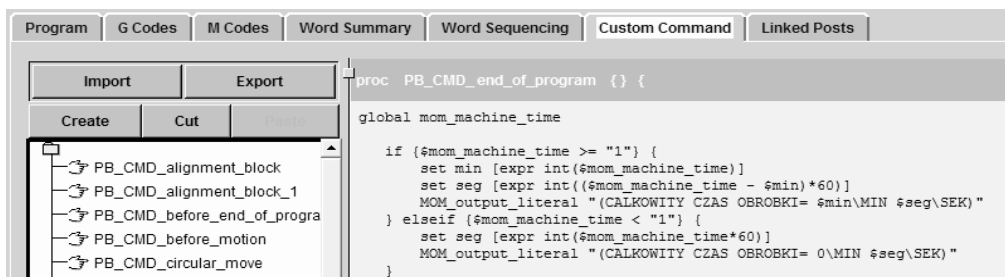 Program G Codes M Codes Word Summary Word Sequencing Custom Command Linked Posts
Import Export
Create Cut Paste
PB_CMD_alignment_block
PB_CMD_alignment_block_1
PB_CMD_before_end_of_progra
PB_CMD_before_motion
PB_CMD_circular_move
proc PB_CMD_end_of_program {} {
global mom_machine_time
if {$mom_machine_time >= "1"} {
set min [expr int($mom_machine_time)]
set seg [expr int(($mom_machine_time - $min)*60)]
MOM_output_literal "(CALKOWITY CZAS OBROBKI= $min\MIN $seg\SEK)"
} elseif {$mom_machine_time < "1"} {
set seg [expr int($mom_machine_time*60)]
MOM_output_literal "(CALKOWITY CZAS OBROBKI= 0\MIN $seg\SEK)"
}